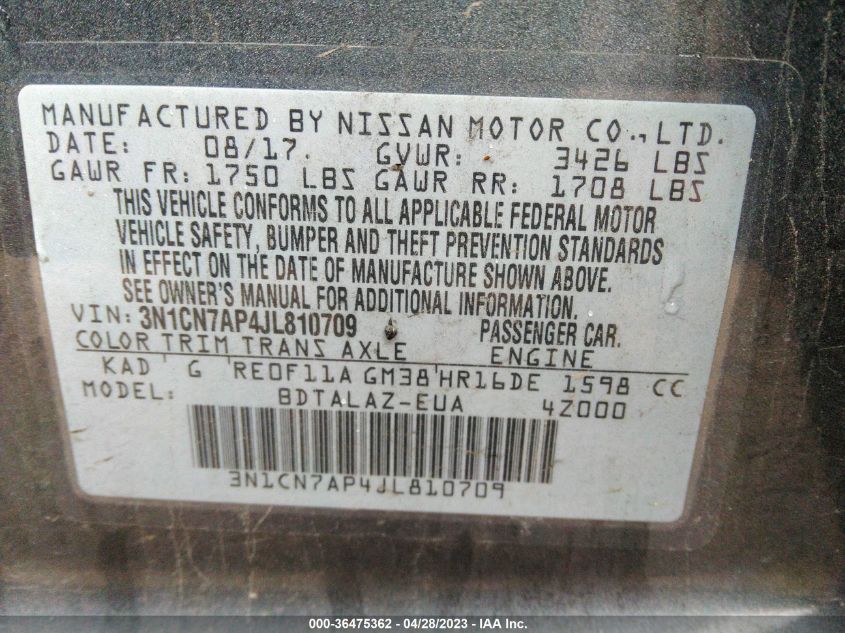 MANUFACTURED BY NISSAN MOTOR CO., LTD.
DATE: 08/17. GVWR: 3426 LBS
GAWR FR: 1750 LBS GAWR RR: 1708 LBS
THIS VEHICLE CONFORMS TO ALL APPLICABLE FEDERAL MOTOR
VEHICLE SAFETY, BUMPER AND THEFT PREVENTION STANDARDS
IN EFFECT ON THE DATE OF MANUFACTURE SHOWN ABOVE.
SEE OWNER'S MANUAL FOR ADDITIONAL INFORMATION.
VIN: 3N1CN7AP4JL810709 PASSENGER CAR.
COLOR TRIM TRANS AXLE ENGINE
KAD G RE0F11A GM38 HR16DE 1598 CC
MODEL: BDTALAZ-EUA 4Z000
3N1CN7AP4JL810709
000-36475362 - 04/28/2023 - IAA Inc.